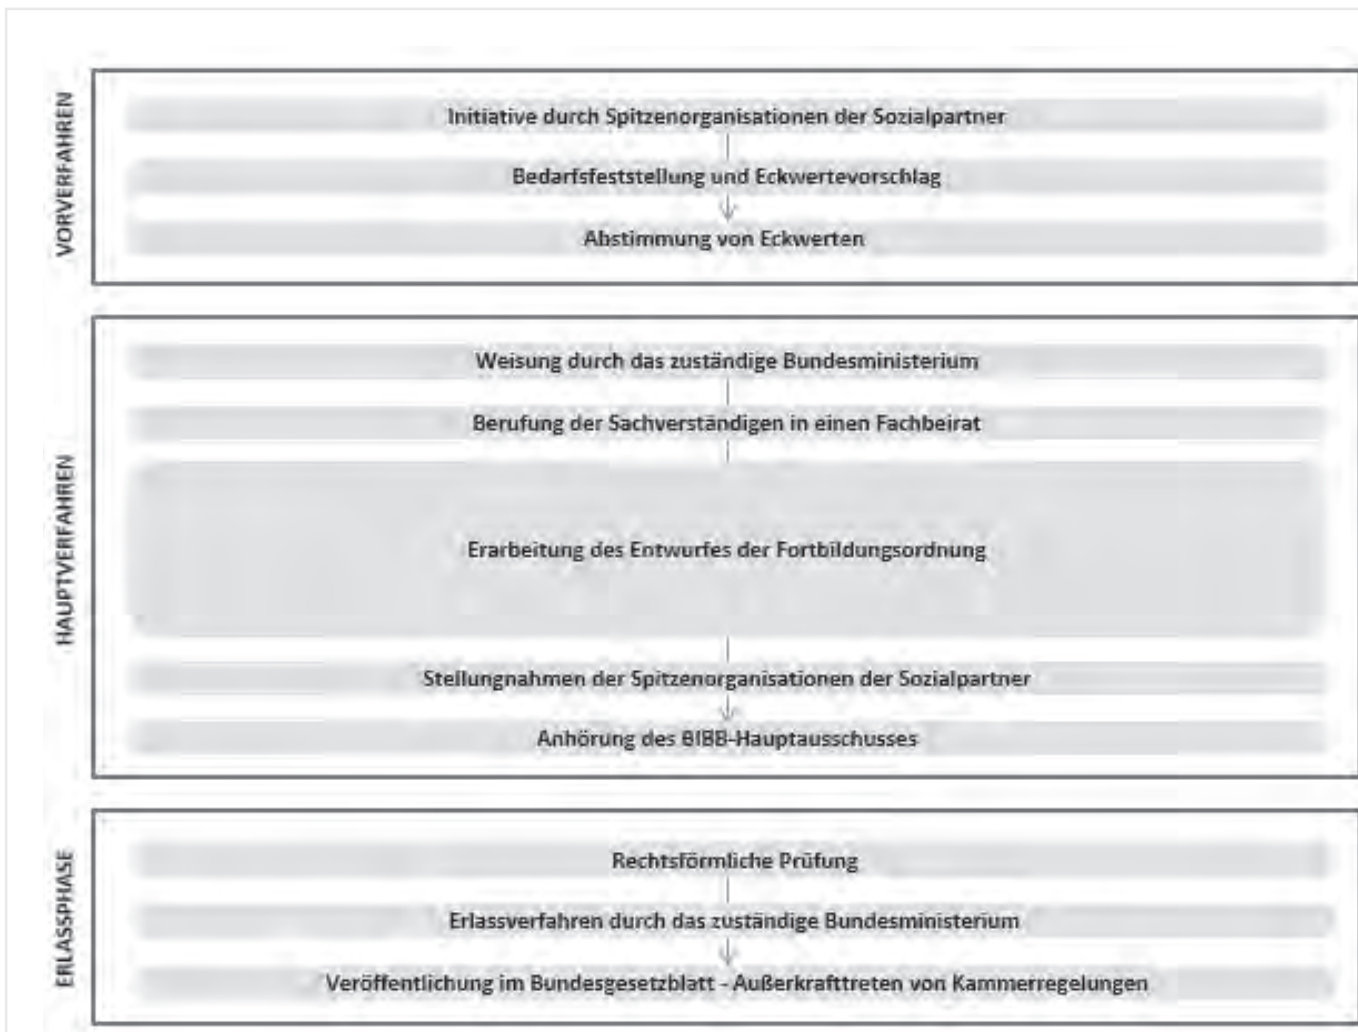 VORVERFAHREN
Initiative durch Spitzenorganisationen der Sozialpartner
Bedarfsfeststellung und Eckwertevorschlag
Abstimmung von Eckwerten
HAUPTVERFAHREN
Weisung durch das zuständige Bundesministerium
Berufung der Sachverständigen in einen Fachbeirat
Erarbeitung des Entwurfes der Fortbildungsordnung
Stellungnahmen der Spitzenorganisationen der Sozialpartner
Anhörung des BIBB-Hauptausschusses
ERLASSPHASE
Rechtsförmliche Prüfung
Erlassverfahren durch das zuständige Bundesministerium
Veröffentlichung im Bundesgesetzblatt - Außerkrafttreten von Kammerregelungen